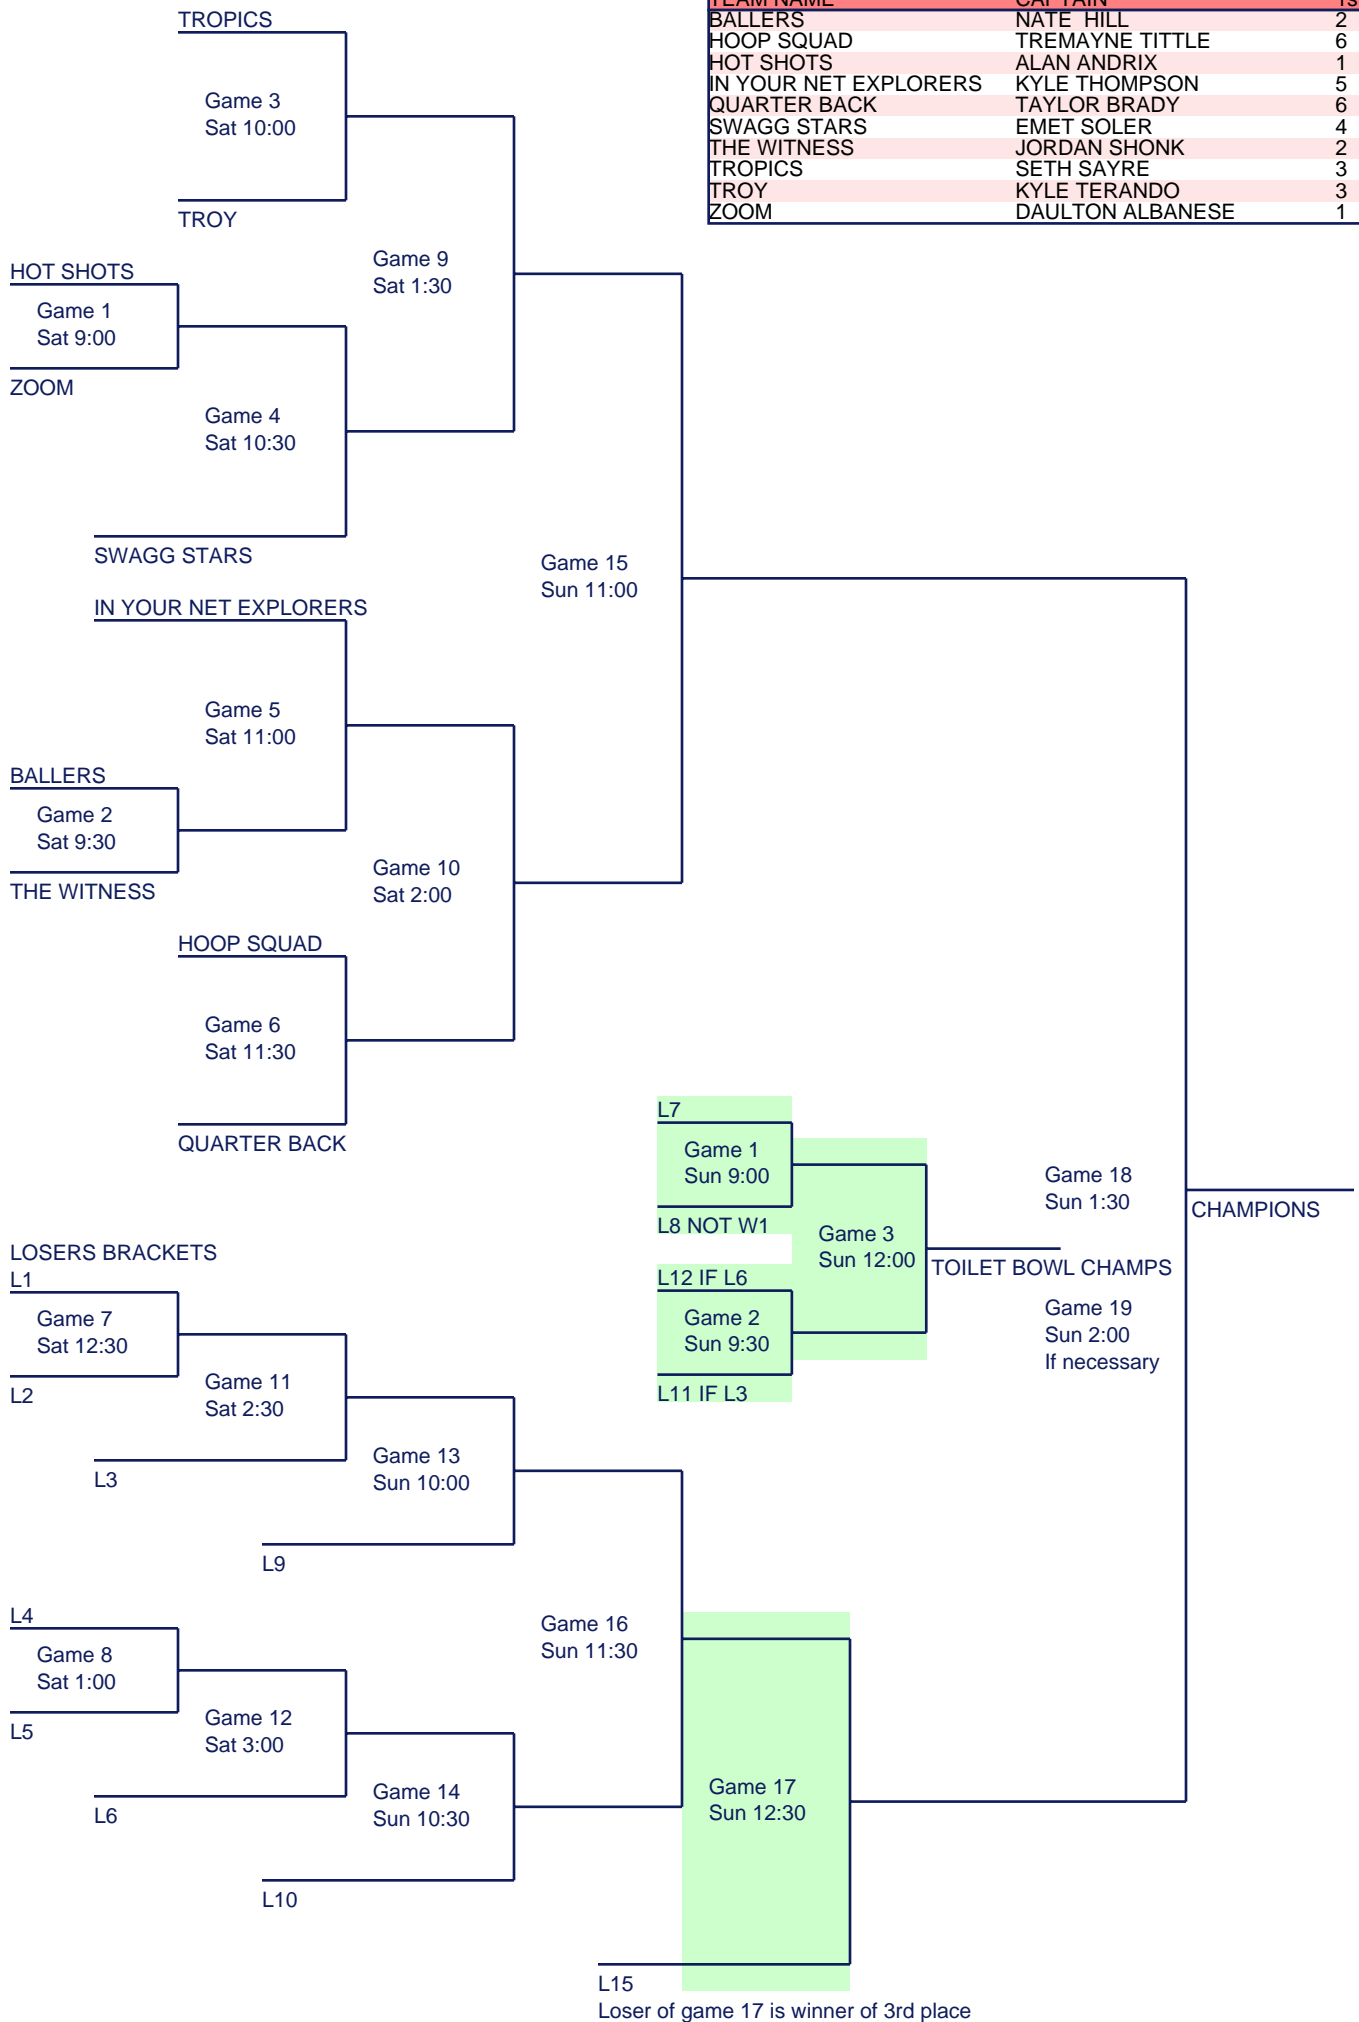 TEAM NAME CAPTAIN
BALLERS NATE HILL 2
HOOP SQUAD TREMAYNE TITTLE 6
HOT SHOTS ALAN ANDRIX 1
IN YOUR NET EXPLORERS KYLE THOMPSON 5
QUARTER BACK TAYLOR BRADY 6
SWAGG STARS EMET SOLER 4
THE WITNESS JORDAN SHONK 2
TROPICS SETH SAYRE 3
TROY KYLE TERANDO 3
ZOOM DAULTON ALBANESE 1
TROPICS
Game 3
Sat 10:00
TROY
Game 9
Sat 1:30
HOT SHOTS
Game 1
Sat 9:00
ZOOM
Game 4
Sat 10:30
SWAGG STARS
Game 15
Sun 11:00
IN YOUR NET EXPLORERS
Game 5
Sat 11:00
BALLERS
Game 2
Sat 9:30
THE WITNESS
Game 10
Sat 2:00
HOOP SQUAD
Game 6
Sat 11:30
QUARTER BACK
L7
Game 1
Sun 9:00
L8 NOT W1
Game 3
Sun 12:00
L12 IF L6
Game 2
Sun 9:30
L11 IF L3
TOILET BOWL CHAMPS
Game 18
Sun 1:30
CHAMPIONS
Game 19
Sun 2:00
If necessary
LOSERS BRACKETS
L1
Game 7
Sat 12:30
L2
Game 11
Sat 2:30
L3
Game 13
Sun 10:00
L9
L4
Game 8
Sat 1:00
L5
Game 12
Sat 3:00
L6
Game 14
Sun 10:30
L10
Game 16
Sun 11:30
Game 17
Sun 12:30
L15
Loser of game 17 is winner of 3rd place